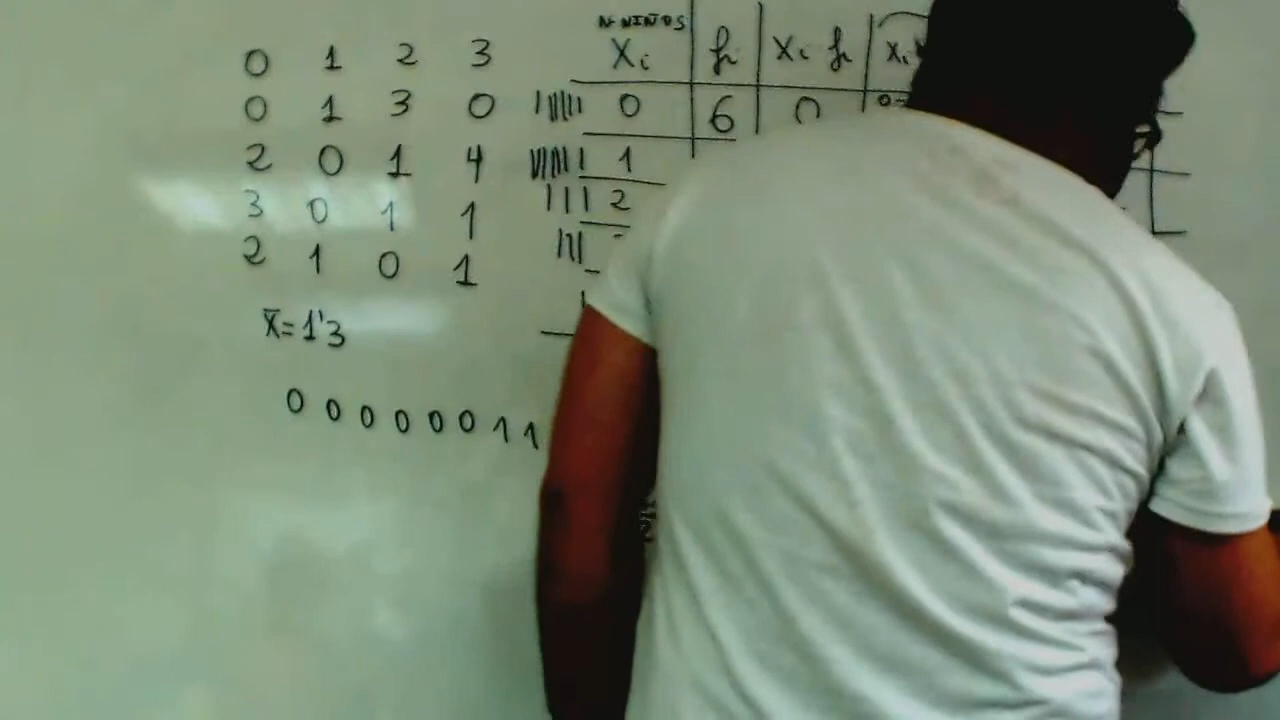 0 1 2 3
0 1 3 0
2 0 1 4
3 0 1 1
2 1 0 1
x̄=1'3
0 0 0 0 0 0 1 1
Nº NIÑOS
Xi fi Xi fi Xi
0 6 0 0-
1
2